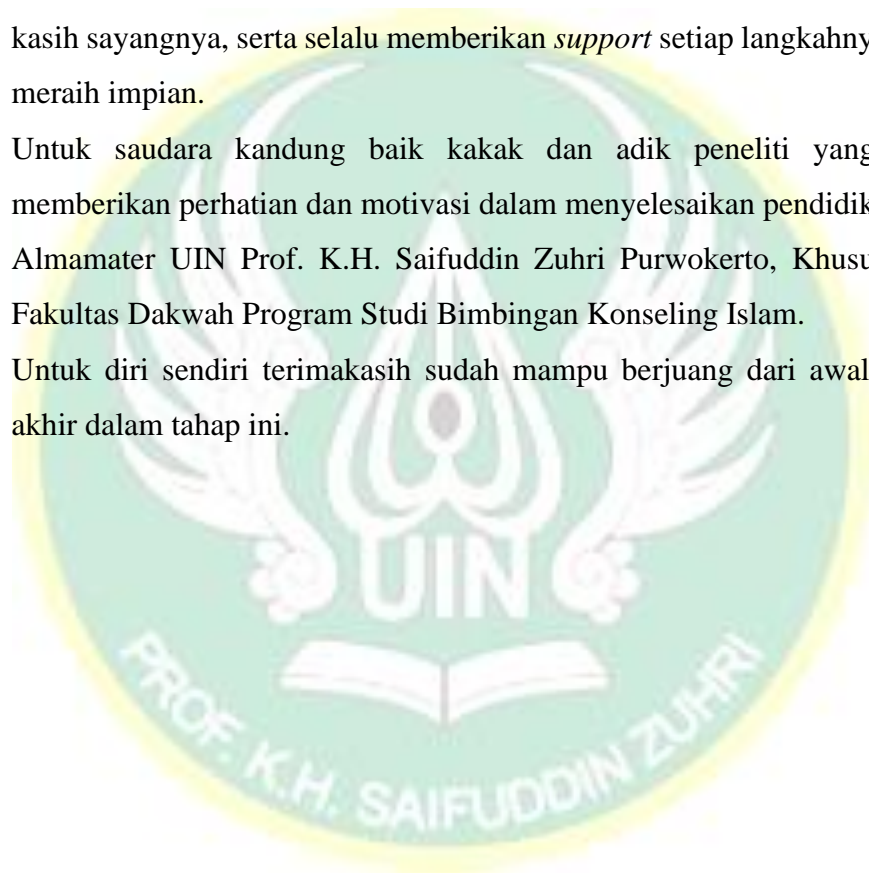 kasih sayangnya, serta selalu memberikan support setiap langkahny
meraih impian.
Untuk saudara kandung baik kakak dan adik peneliti yang
memberikan perhatian dan motivasi dalam menyelesaikan pendidik
Almamater UIN Prof. K.H. Saifuddin Zuhri Purwokerto, Khusu
Fakultas Dakwah Program Studi Bimbingan Konseling Islam.
Untuk diri sendiri terimakasih sudah mampu berjuang dari awal
akhir dalam tahap ini.
UIN
PROF. K.H. SAIFUDDIN ZUHRI